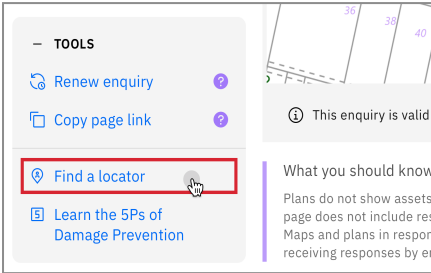 36
38
40
TOOLS
Renew enquiry ?
Copy page link ?
Find a locator
5 Learn the 5Ps of
Damage Prevention
This enquiry is valid
What you should know
Plans do not show assets
page does not include res
Maps and plans in respon
receiving responses by e